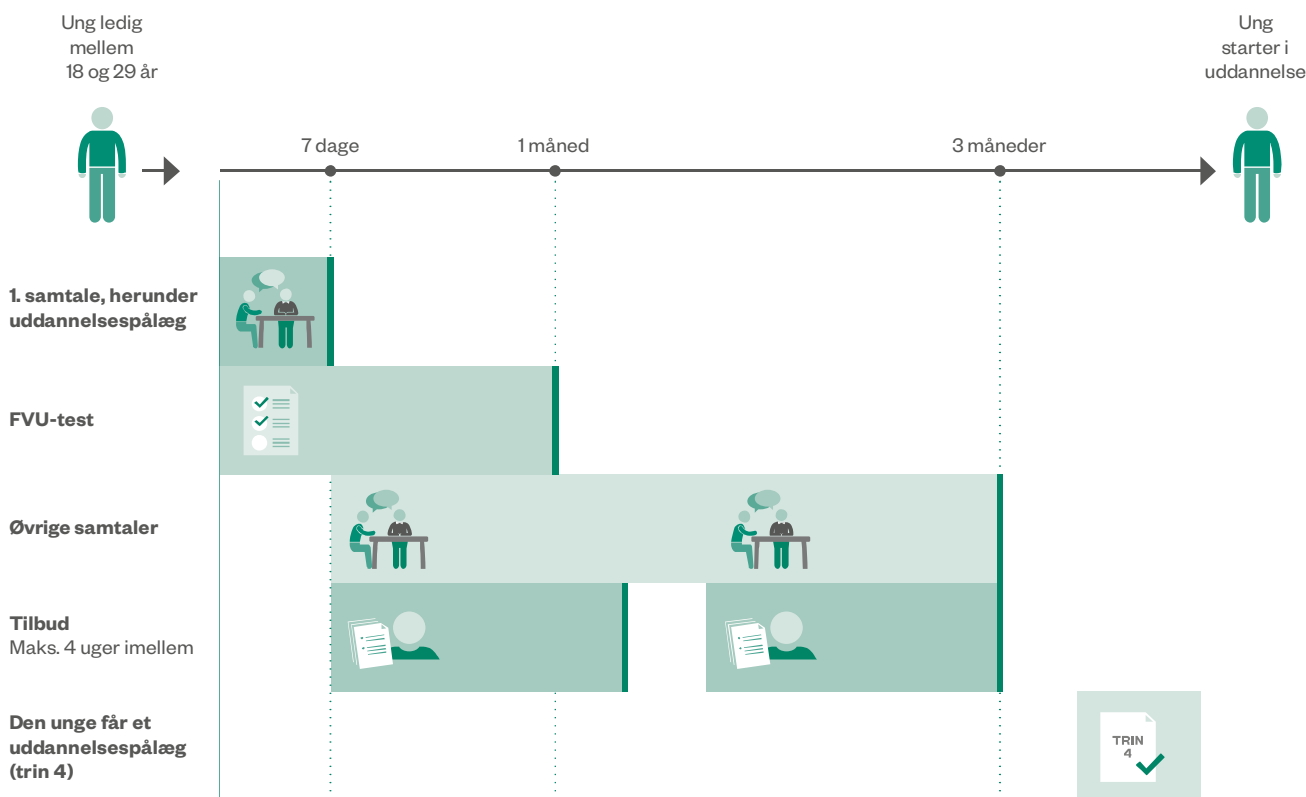 Ung ledig
mellem
18 og 29 år
Ung
starter i
uddannelse
7 dage
1 måned
3 måneder
1. samtale, herunder
uddannelsespålæg
FVU-test
Øvrige samtaler
Tilbud
Maks. 4 uger imellem
Den unge får et
uddannelsespålæg
(trin 4)
TRIN
4